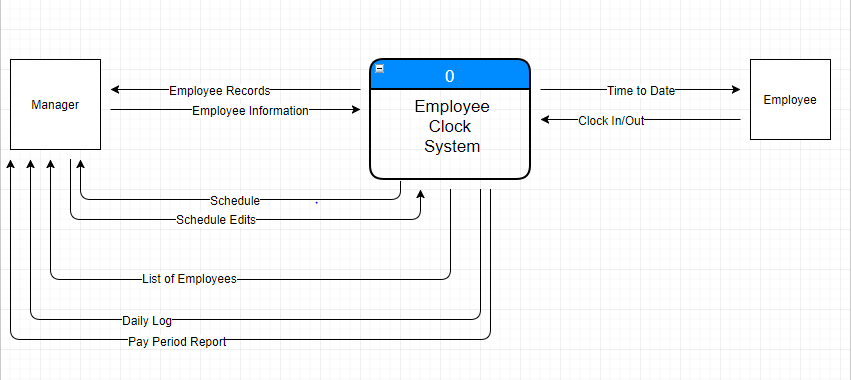 0
Manager
Employee Records
Employee Information
Employee
Clock
System
Time to Date
Clock In/Out
Employee
Schedule
Schedule Edits
List of Employees
Daily Log
Pay Period Report